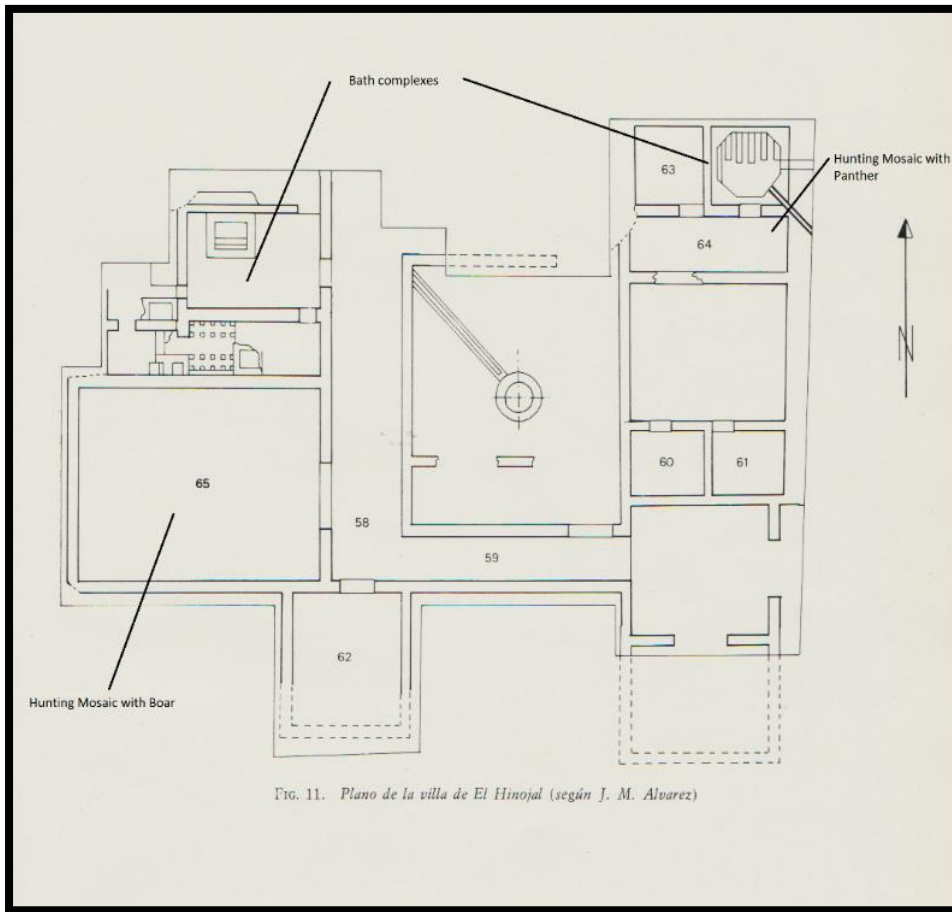 Bath complexes
Hunting Mosaic with
Panther
63
64
N
60
61
65
58
59
62
Hunting Mosaic with Boar
FIG. 11. Plano de la villa de El Hinojal (según J. M. Alvarez)